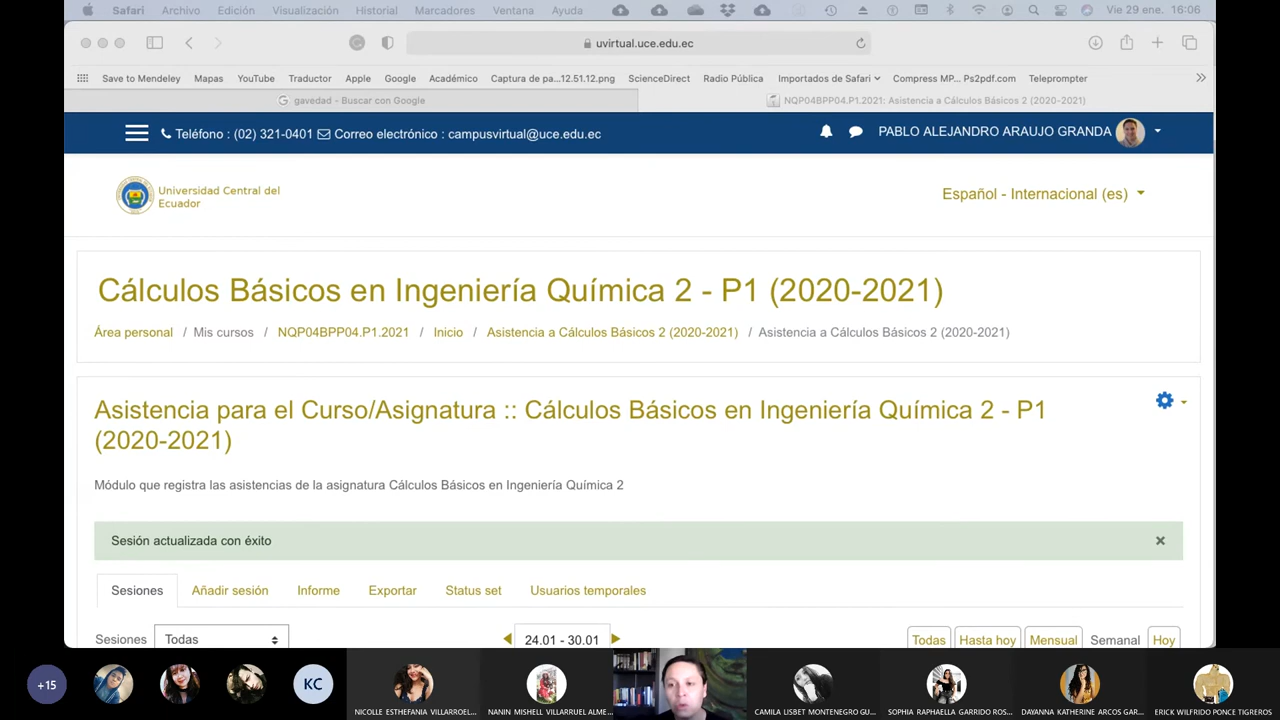 Safari Archivo Edición Visualización Historial Marcadores Ventana Ayuda Vie 29 ene. 16:06
uvirtual.uce.edu.ec
Save to Mendeley Mapas YouTube Traductor Apple Google Académico Captura de pa...12.51.12.png ScienceDirect Radio Pública Importados de Safari Compress MP... Ps2pdf.com Teleprompter
gavedad - Buscar con Google NQP04BPP04.P1.2021: Asistencia a Cálculos Básicos 2 (2020-2021)
Teléfono : (02) 321-0401 Correo electrónico : campusvirtual@uce.edu.ec PABLO ALEJANDRO ARAUJO GRANDA
Universidad Central del
Ecuador
Español - Internacional (es)
Cálculos Básicos en Ingeniería Química 2 - P1 (2020-2021)
Área personal / Mis cursos / NQP04BPP04.P1.2021 / Inicio / Asistencia a Cálculos Básicos 2 (2020-2021) / Asistencia a Cálculos Básicos 2 (2020-2021)
Asistencia para el Curso/Asignatura :: Cálculos Básicos en Ingeniería Química 2 - P1
(2020-2021)
Módulo que registra las asistencias de la asignatura Cálculos Básicos en Ingeniería Química 2
Sesión actualizada con éxito ×
Sesiones Añadir sesión Informe Exportar Status set Usuarios temporales
Sesiones Todas 24.01 - 30.01 Todas Hasta hoy Mensual Semanal Hoy
+15 KC
NICOLLE ESTHEFANIA VILLARROEL... NANIN MISHELL VILLARRUEL ALME... CAMILA LISBET MONTENEGRO GU... SOPHIA RAPHAELLA GARRIDO ROS... DAYANNA KATHERINE ARCOS GAR... ERICK WILFRIDO PONCE TIGREROS